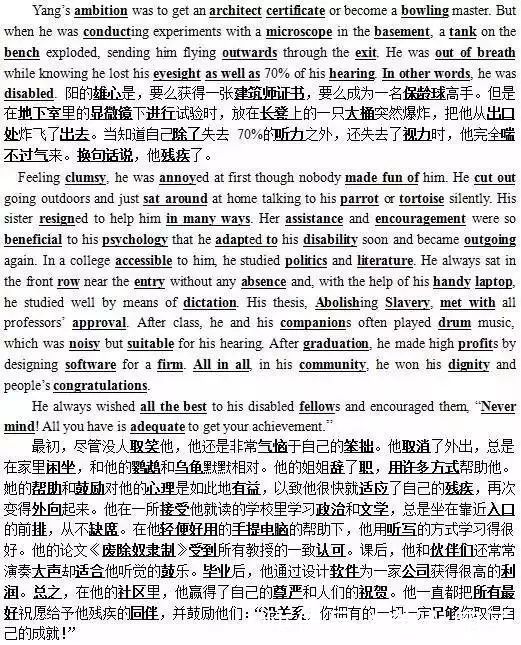 Yang's ambition was to get an architect certificate or become a bowling master. But
when he was conducting experiments with a microscope in the basement, a tank on the
bench exploded, sending him flying outwards through the exit. He was out of breath
while knowing he lost his eyesight as well as 70% of his hearing. In other words, he was
disabled. 阳的雄心是，要么获得一张建筑师证书，要么成为一名保龄球高手。但是
在地下室里的显微镜下进行试验时，放在长凳上的一只大桶突然爆炸，把他从出口
处炸飞了出去。当知道自己除了失去 70%的听力之外，还失去了视力时，他完全喘
不过气来。换句话说，他残疾了。
Feeling clumsy, he was annoyed at first though nobody made fun of him. He cut out
going outdoors and just sat around at home talking to his parrot or tortoise silently. His
sister resigned to help him in many ways. Her assistance and encouragement were so
beneficial to his psychology that he adapted to his disability soon and became outgoing
again. In a college accessible to him, he studied politics and literature. He always sat in
the front row near the entry without any absence and, with the help of his handy laptop,
he studied well by means of dictation. His thesis, Abolishing Slavery, met with all
professors' approval. After class, he and his companions often played drum music,
which was noisy but suitable for his hearing. After graduation, he made high profits by
designing software for a firm. All in all, in his community, he won his dignity and
people's congratulations.
He always wished all the best to his disabled fellows and encouraged them, "Never
mind! All you have is adequate to get your achievement."
最初，尽管没人取笑他，他还是非常气恼于自己的笨拙。他取消了外出，总是
在家里闲坐，和他的鹦鹉和乌龟默默相对。他的姐姐辞了职，用许多方式帮助他。
她的帮助和鼓励对他的心理是如此地有益，以致他很快就适应了自己的残疾，再次
变得外向起来。他在一所接受他就读的学校里学习政治和文学，总是坐在靠近入口
的前排，从不缺席。在他轻便好用的手提电脑的帮助下，他用听写的方式学习得很
好。他的论文《废除奴隶制》受到所有教授的一致认可。课后，他和伙伴们还常常
演奏大声却适合他听觉的鼓乐。毕业后，他通过设计软件为一家公司获得很高的利
润。总之，在他的社区里，他赢得了自己的尊严和人们的祝贺。他一直都把所有最
好祝愿给予他残疾的同伴，并鼓励他们："没关系，你拥有的一切一定足够你取得自
己的成就！"